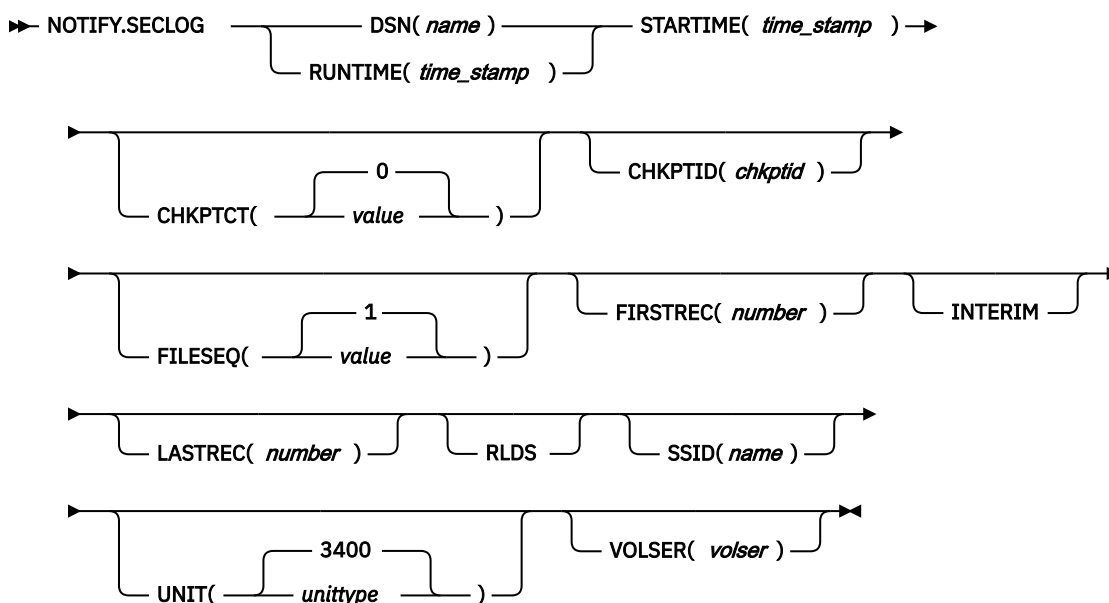 NOTIFY.SECLOG DSN( name ) STARTIME( time_stamp )
RUNTIME( time_stamp )
0
CHKPTCT( value )
CHKPTID( chkptid )
1
FILESEQ( value )
FIRSTREC( number )
INTERIM
LASTREC( number )
RLDS
SSID( name )
3400
UNIT( unittype )
VOLSER( volser )